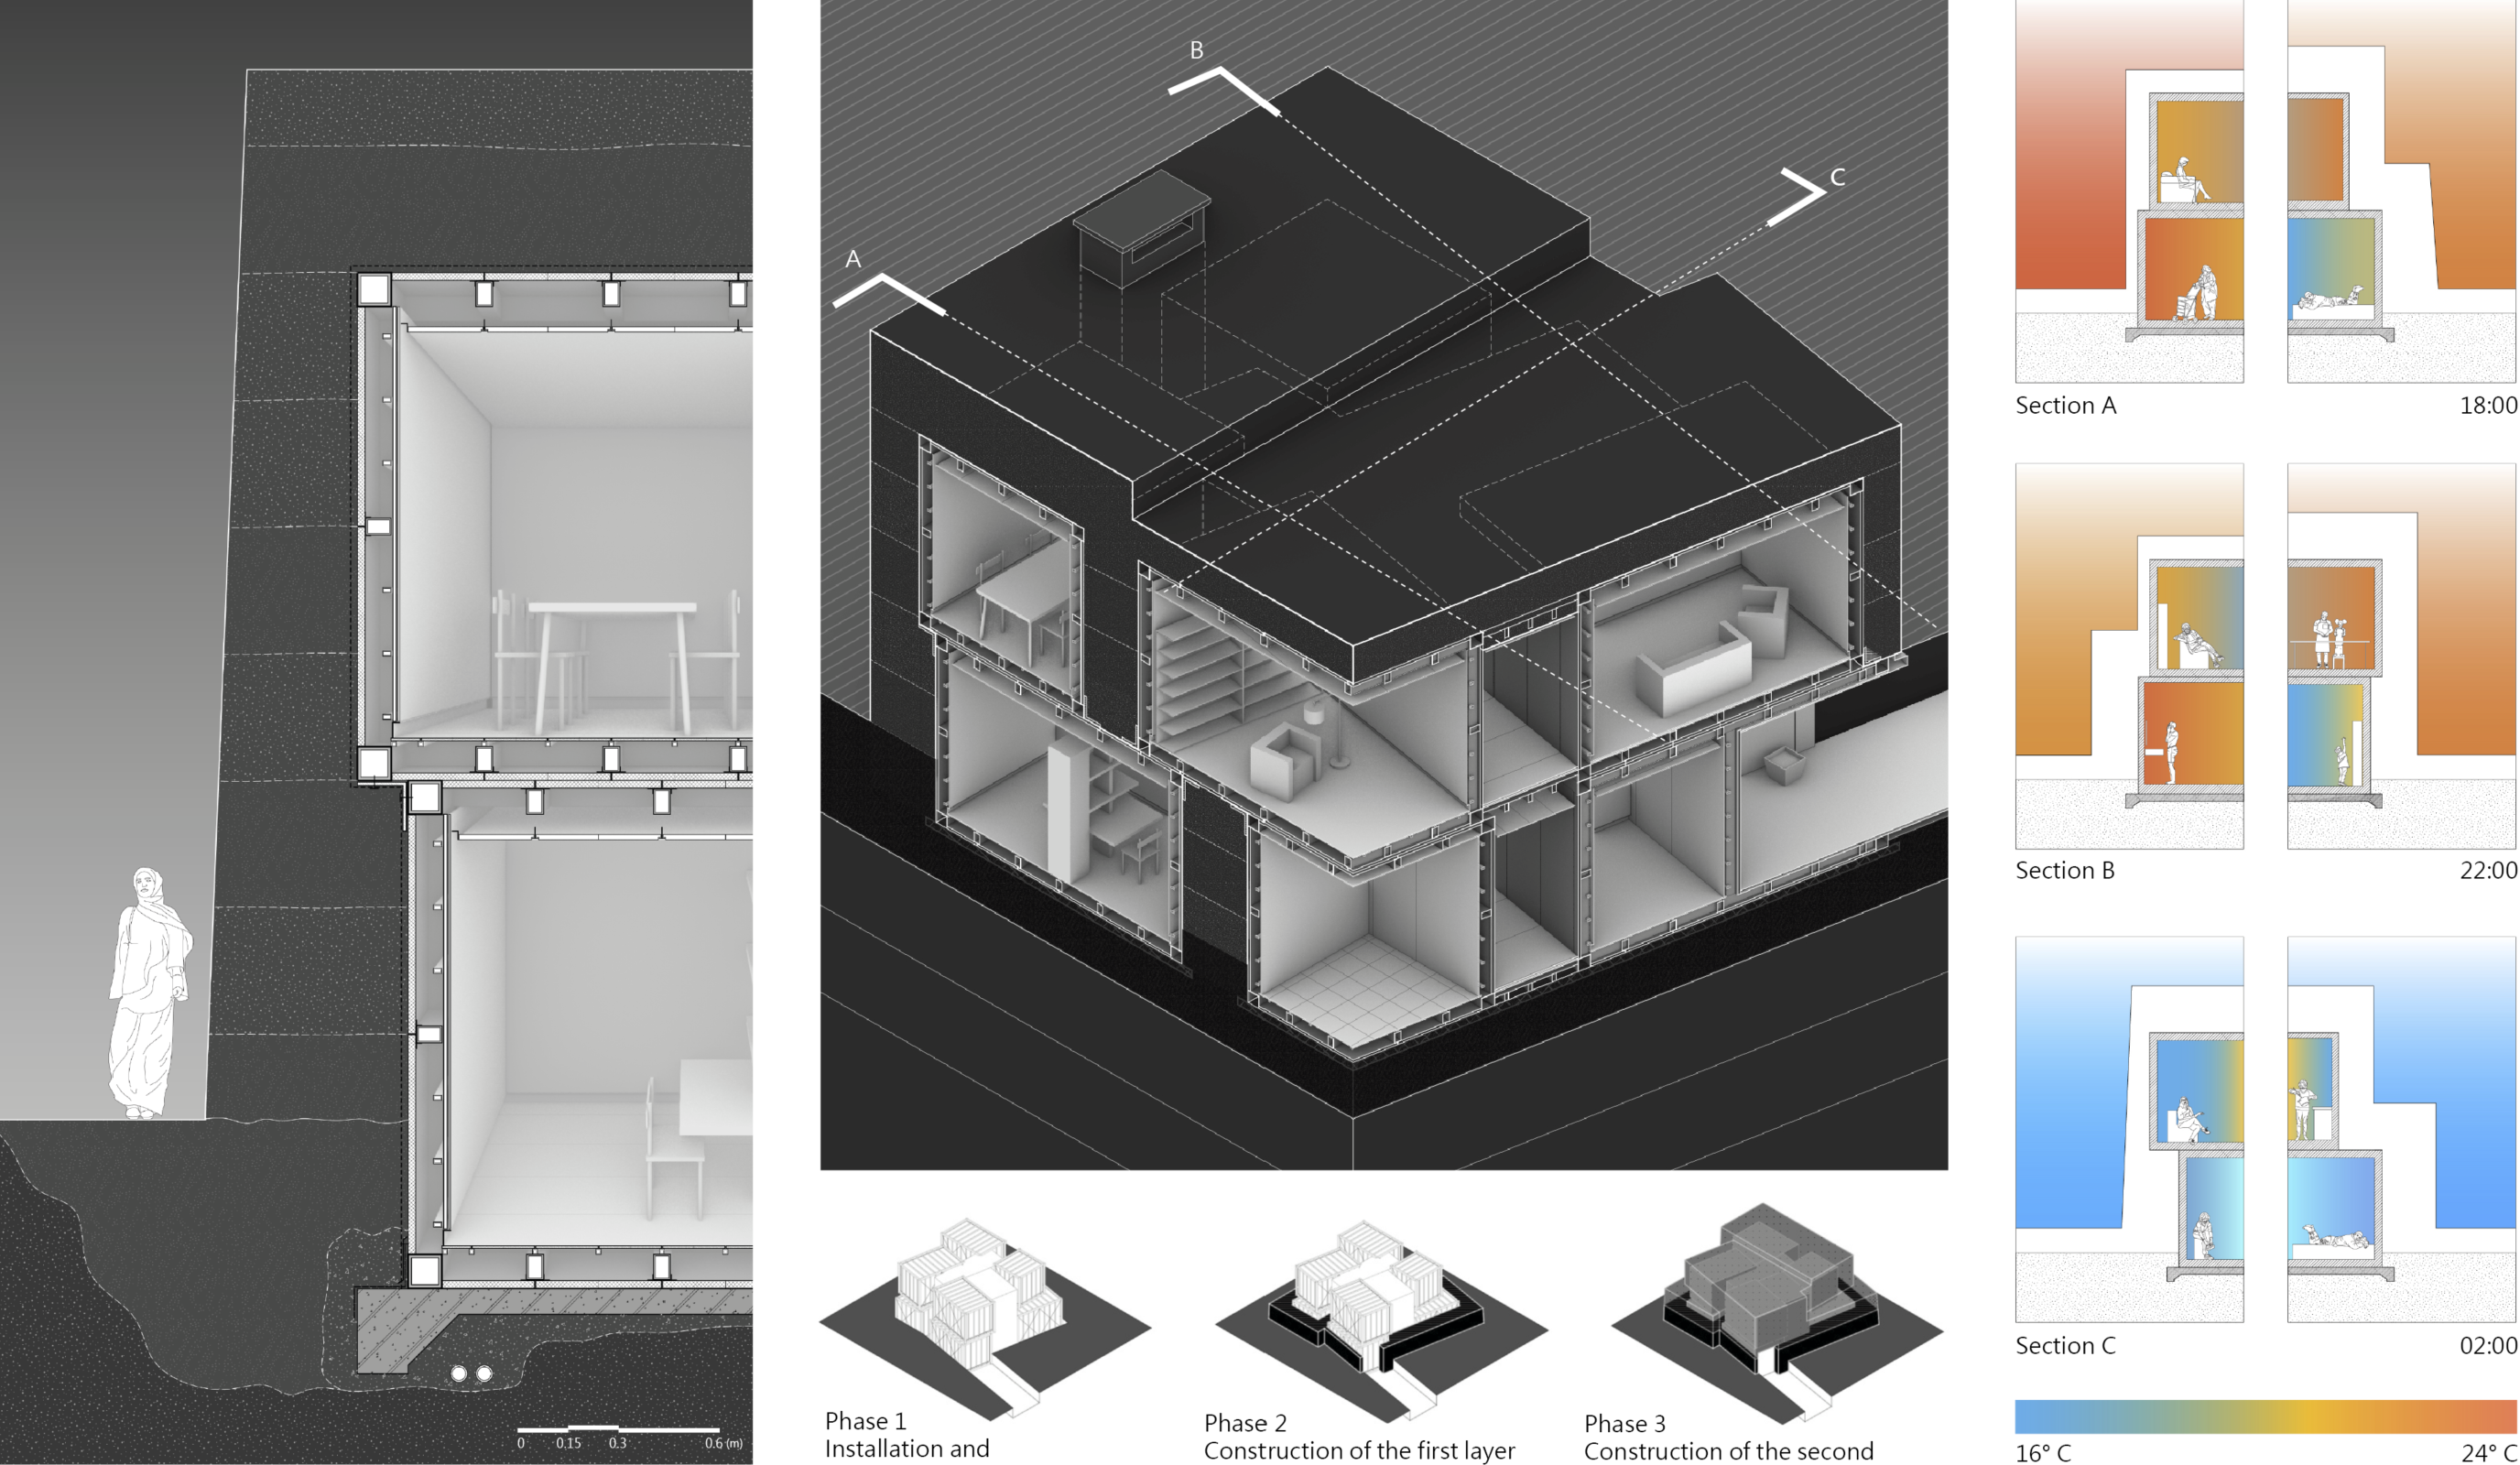 B
C
A
Section A 18:00
Section B 22:00
Section C 02:00
16° C 24° C
0 0.15 0.3 0.6 (m)
Phase 1
Installation and
Phase 2
Construction of the first layer
Phase 3
Construction of the second